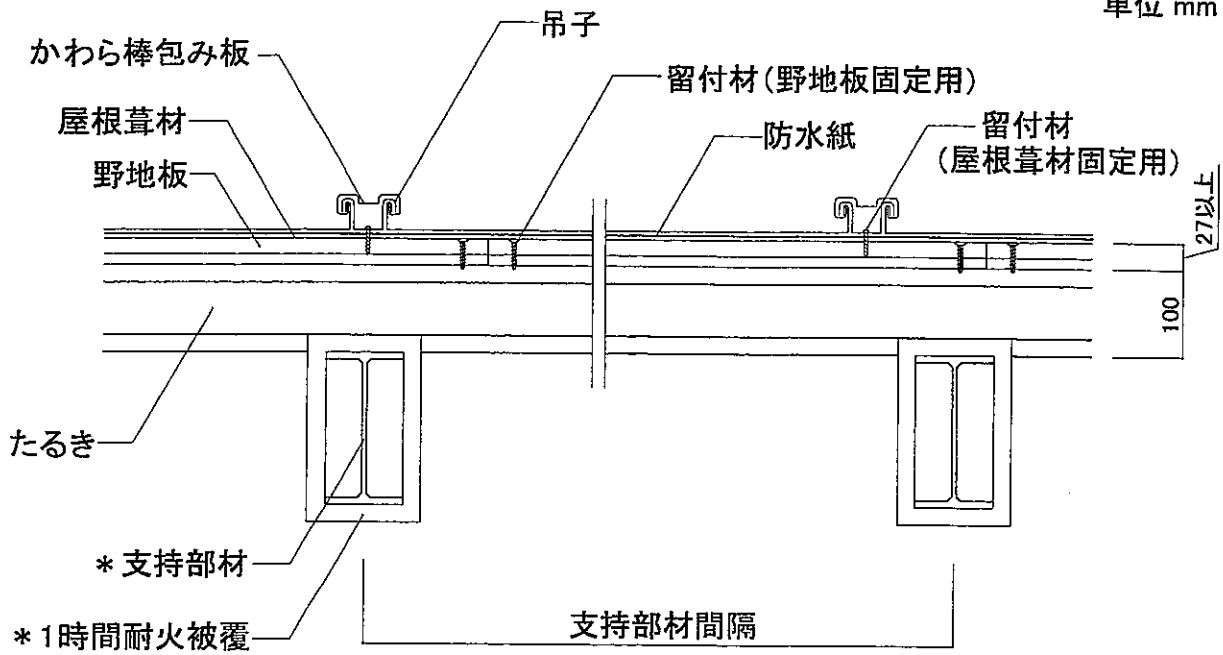 単位 mm
吊子
かわら棒包み板
留付材(野地板固定用)
屋根葺材
防水紙
留付材
(屋根葺材固定用)
野地板
27以上
100
たるき
*支持部材
支持部材間隔
*1時間耐火被覆